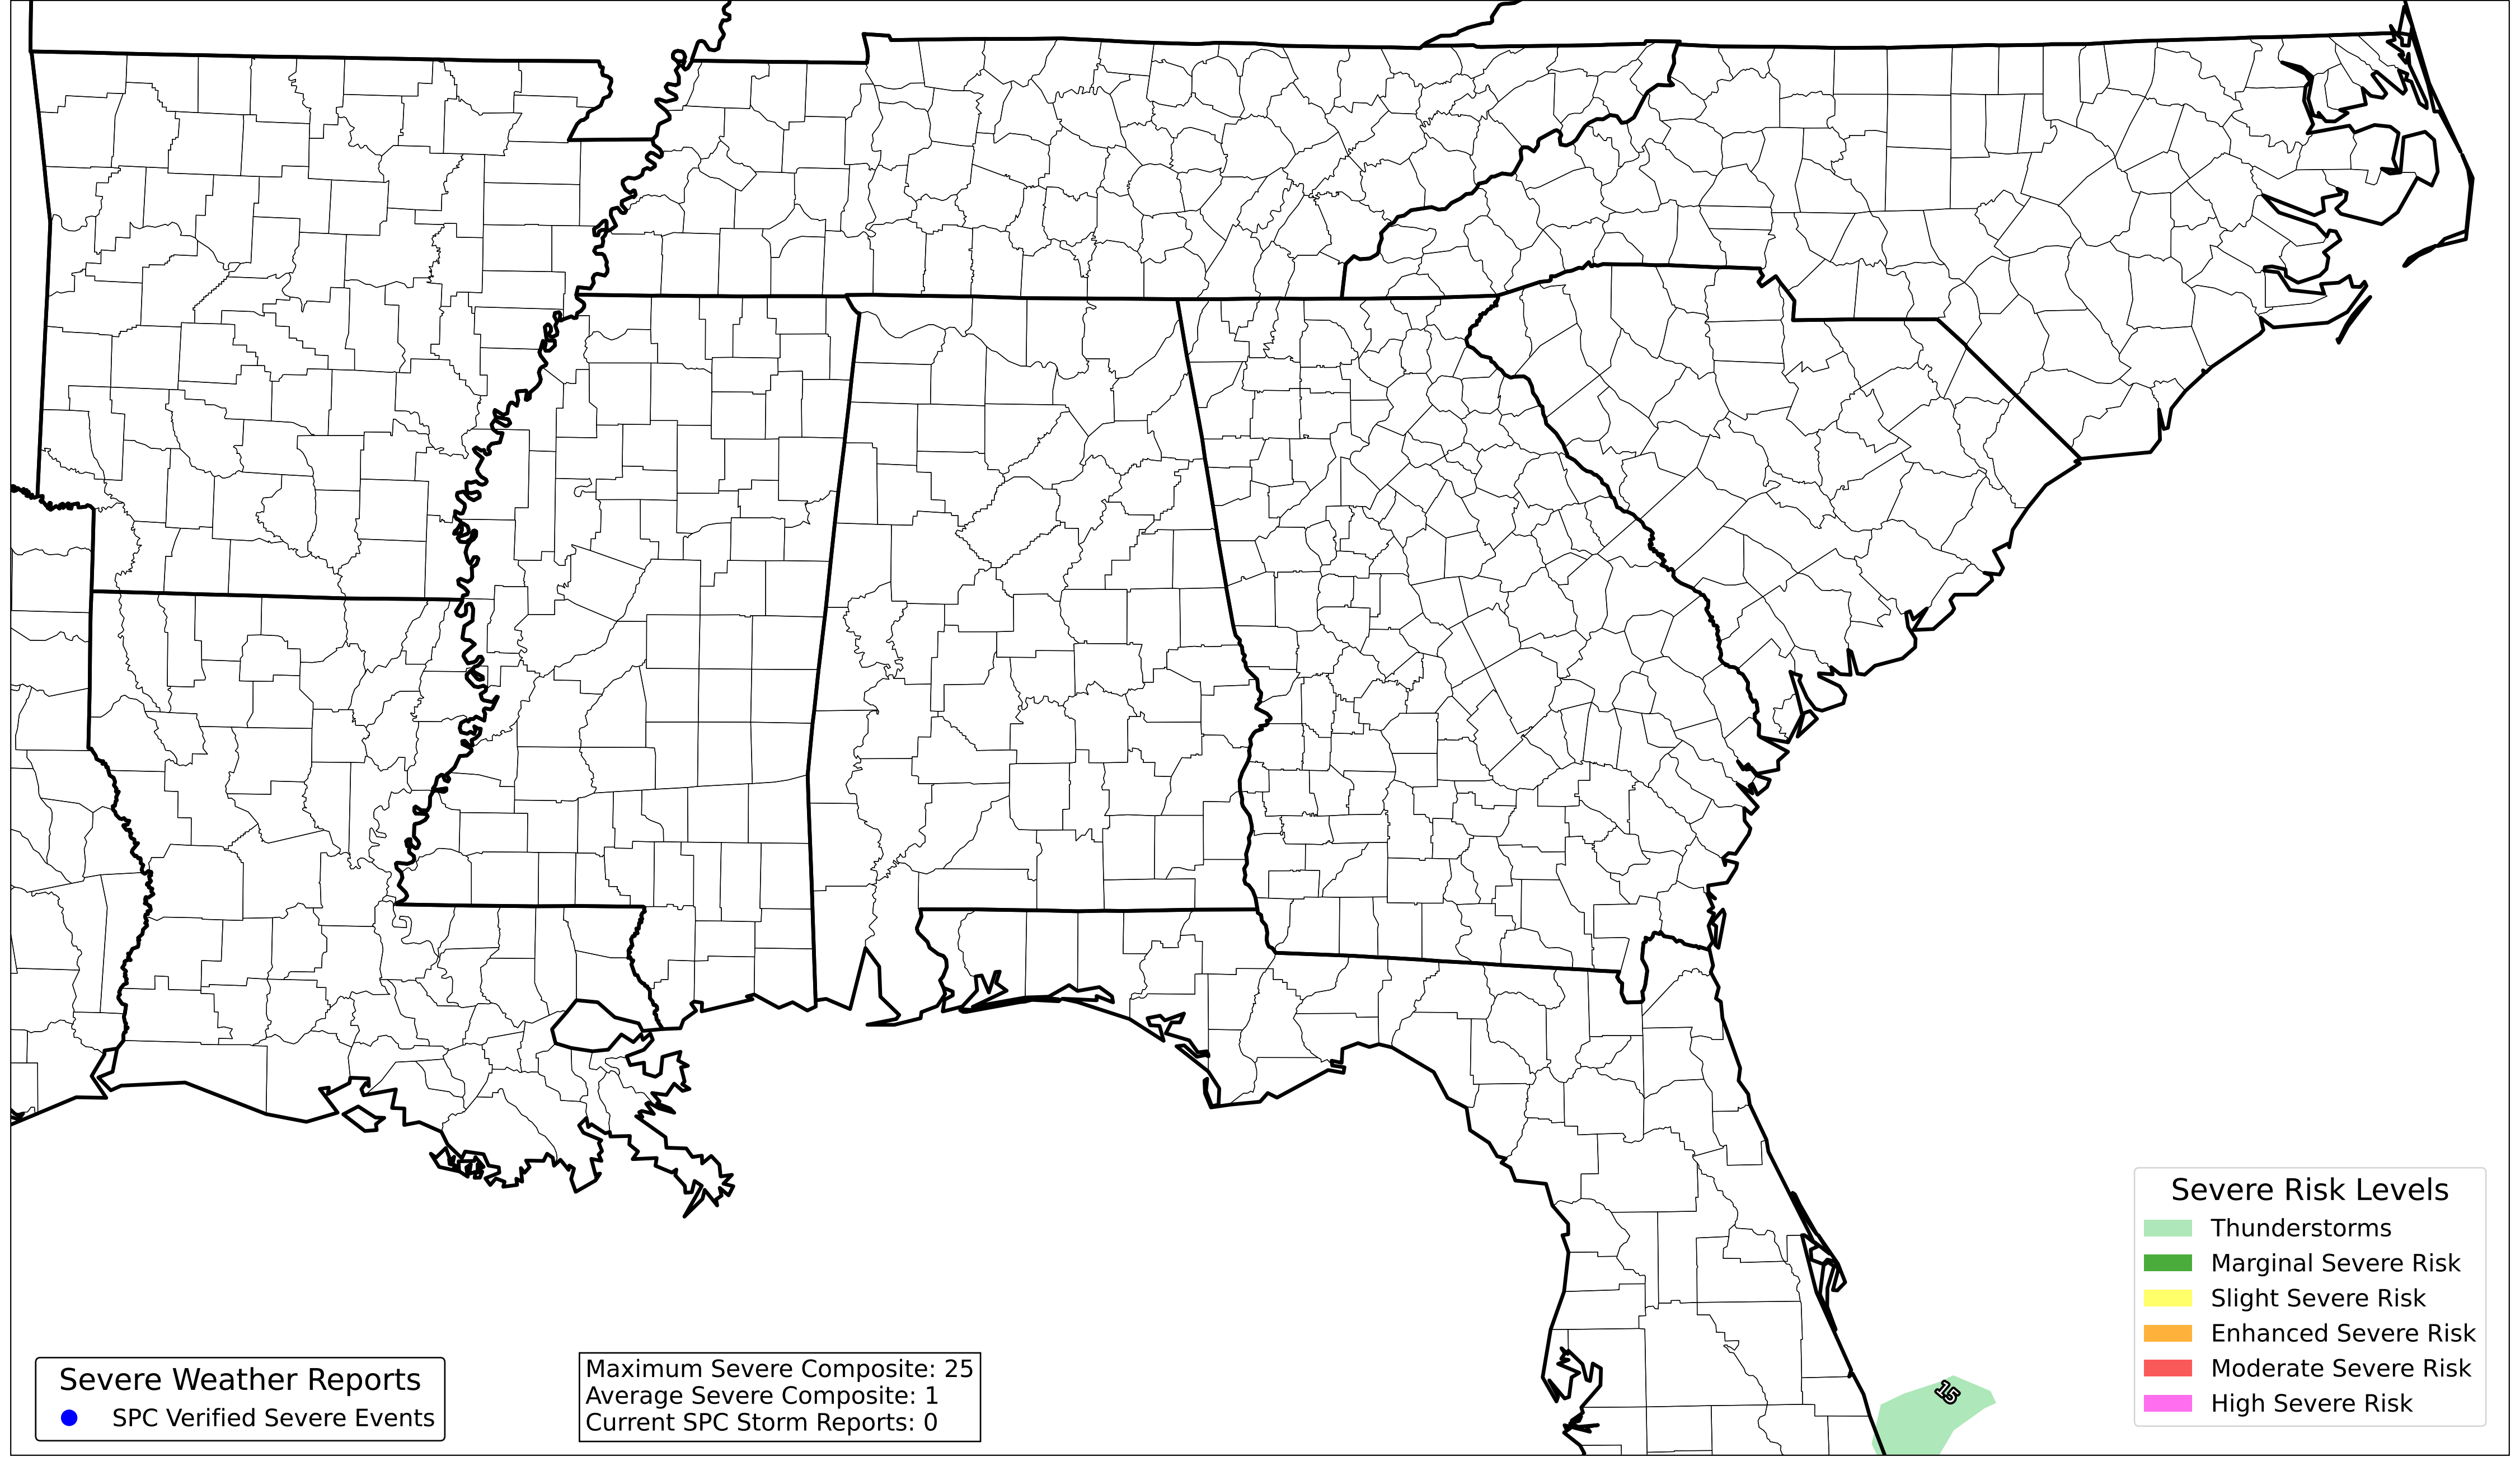 15
Severe Weather Reports
SPC Verified Severe Events
Maximum Severe Composite: 25
Average Severe Composite: 1
Current SPC Storm Reports: 0
Severe Risk Levels
Thunderstorms
Marginal Severe Risk
Slight Severe Risk
Enhanced Severe Risk
Moderate Severe Risk
High Severe Risk